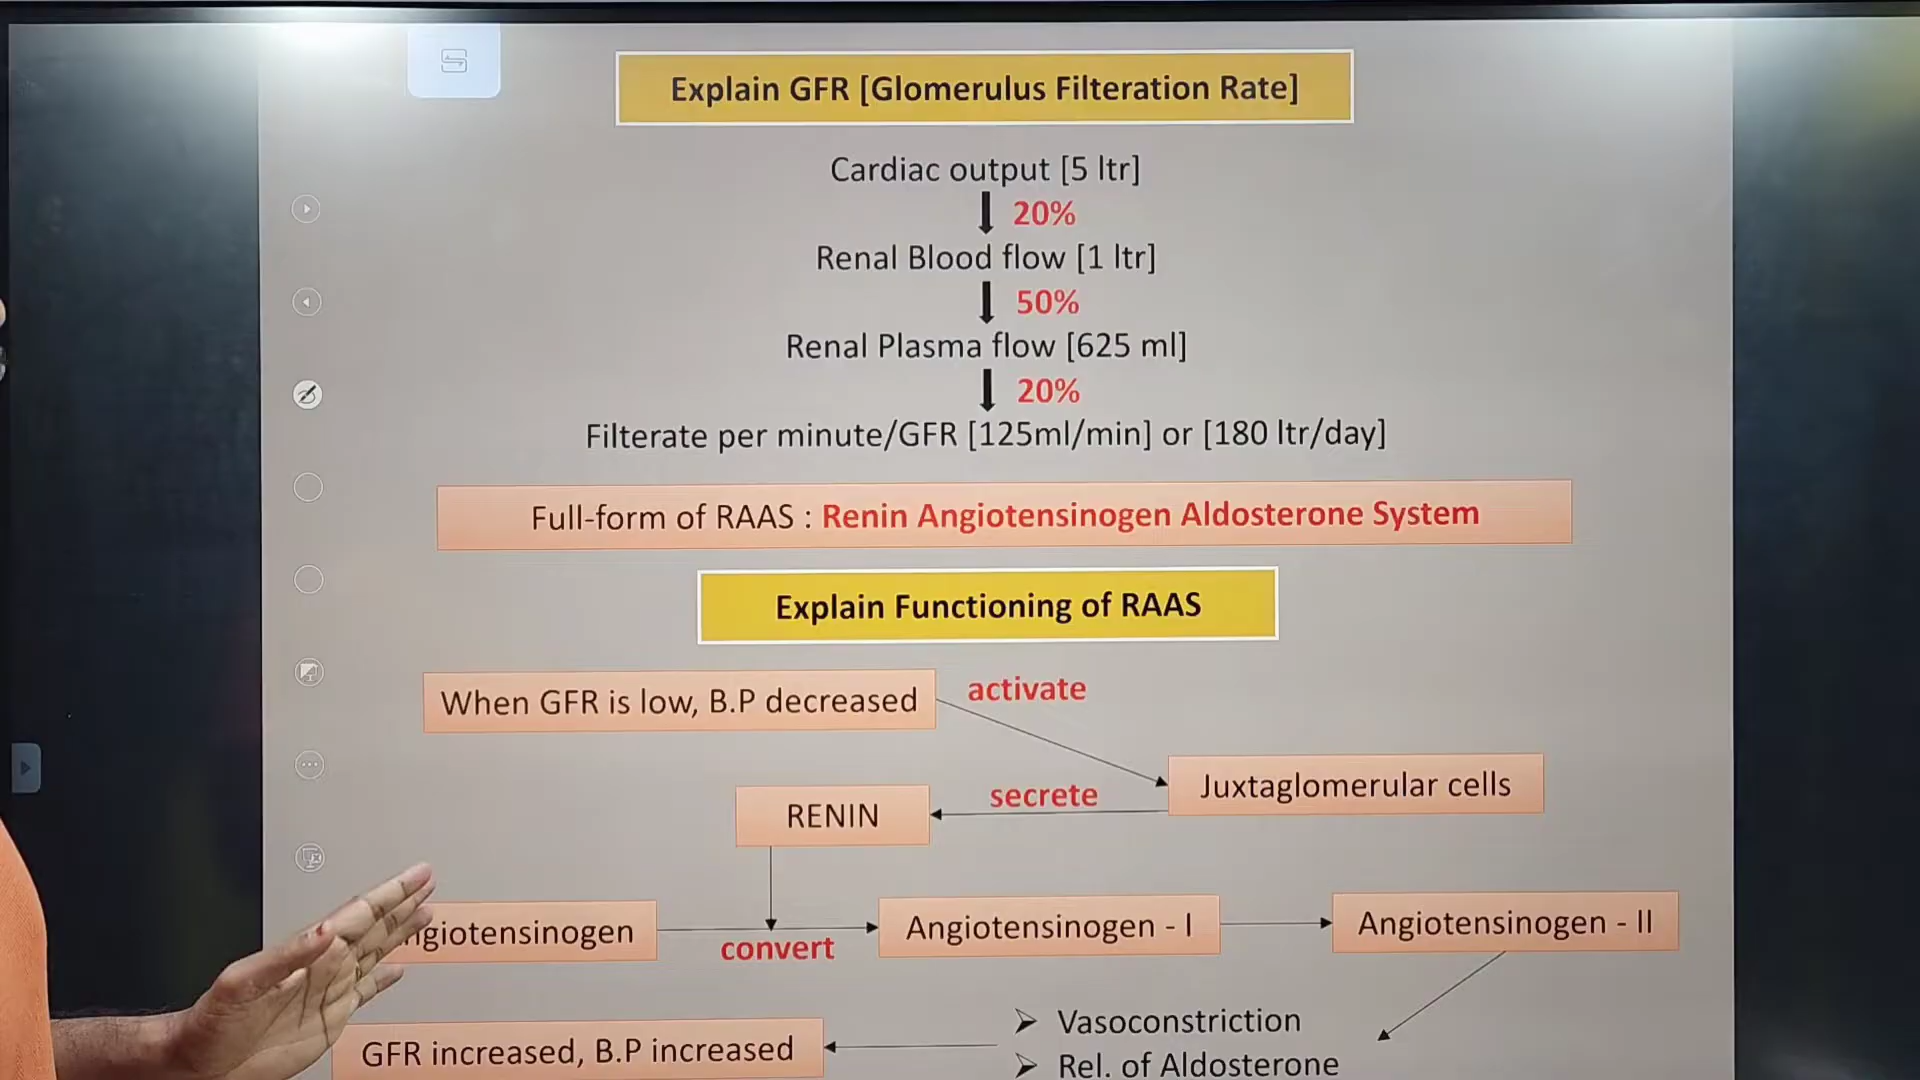 Explain GFR [Glomerulus Filteration Rate]
Cardiac output [5 ltr]
20%
Renal Blood flow [1 ltr]
50%
Renal Plasma flow [625 ml]
20%
Filterate per minute/GFR [125ml/min] or [180 ltr/day]
Full-form of RAAS : Renin Angiotensinogen Aldosterone System
Explain Functioning of RAAS
When GFR is low, B.P decreased
activate
Juxtaglomerular cells
secrete
RENIN
ngiotensinogen
convert
Angiotensinogen - I
Angiotensinogen - II
Vasoconstriction
Rel. of Aldosterone
GFR increased, B.P increased